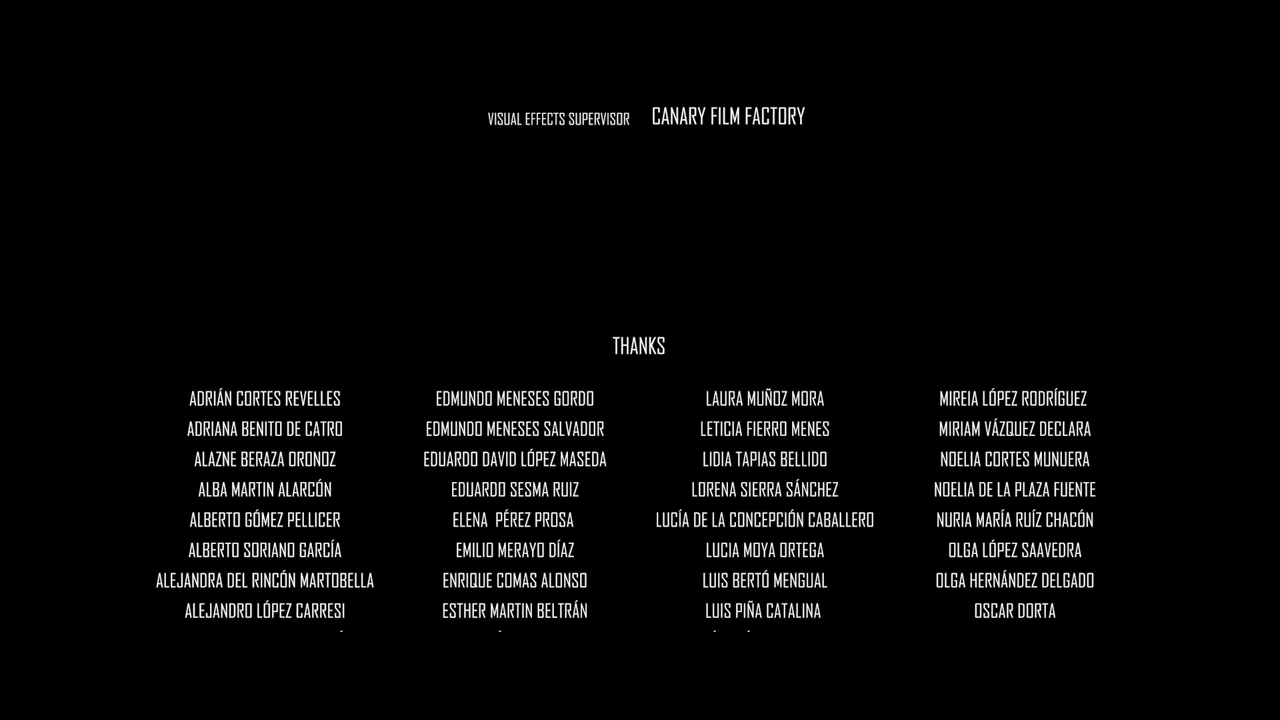 VISUAL EFFECTS SUPERVISOR CANARY FILM FACTORY
THANKS
ADRIÁN CORTES REVELLES EDMUNDO MENESES GORDO LAURA MUÑOZ MORA MIREIA LÓPEZ RODRÍGUEZ
ADRIANA BENITO DE CATRO EDMUNDO MENESES SALVADOR LETICIA FIERRO MENES MIRIAM VÁZQUEZ DECLARA
ALAZNE BERAZA ORONOZ EDUARDO DAVID LÓPEZ MASEDA LIDIA TAPIAS BELLIDO NOELIA CORTES MUNUERA
ALBA MARTIN ALARCÓN EDUARDO SESMA RUIZ LORENA SIERRA SÁNCHEZ NOELIA DE LA PLAZA FUENTE
ALBERTO GÓMEZ PELLICER ELENA PÉREZ PROSA LUCÍA DE LA CONCEPCIÓN CABALLERO NURIA MARÍA RUÍZ CHACÓN
ALBERTO SORIANO GARCÍA EMILIO MERAYO DÍAZ LUCIA MOYA ORTEGA OLGA LÓPEZ SAAVEDRA
ALEJANDRA DEL RINCÓN MARTOBELLA ENRIQUE COMAS ALONSO LUIS BERTÓ MENGUAL OLGA HERNÁNDEZ DELGADO
ALEJANDRO LÓPEZ CARRESI ESTHER MARTIN BELTRÁN LUIS PIÑA CATALINA OSCAR DORTA